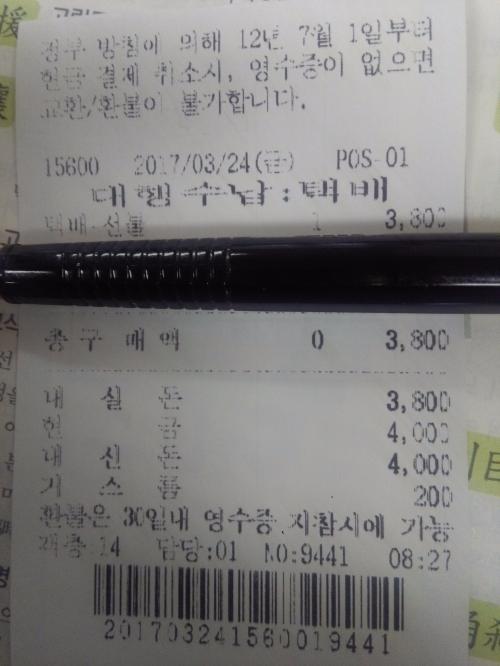 정부 방침에 의해 12년 7월 1일부터
현금 결제 취소시, 영수증이 없으면
교환/환불이 불가합니다.
15600 2017/03/24(금) POS-01
대행수납:택배
택배-선불 1 3,800
총 구 매 액 0 3,800
내 실 돈 3,800
현 금 4,000
내 신 돈 4,000
거 스 름 200
환불은 30일내 영수증 지참시에 가능
객층:14 담당:01 NO:9441 08:27
201703241560019441